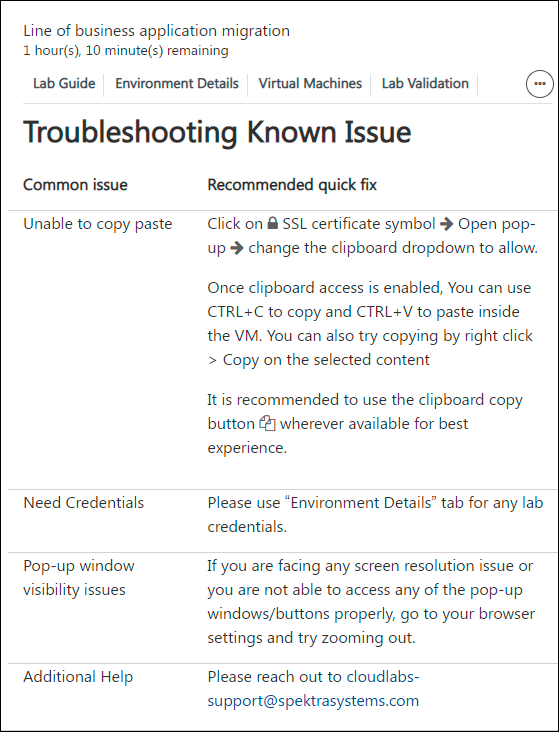 Line of business application migration
1 hour(s), 10 minute(s) remaining
Lab Guide Environment Details Virtual Machines Lab Validation
Troubleshooting Known Issue
Common issue Recommended quick fix
Unable to copy paste Click on SSL certificate symbol → Open pop-
up → change the clipboard dropdown to allow.
Once clipboard access is enabled, You can use
CTRL+C to copy and CTRL+V to paste inside
the VM. You can also try copying by right click
> Copy on the selected content
It is recommended to use the clipboard copy
button wherever available for best
experience.
Need Credentials Please use “Environment Details” tab for any lab
credentials.
Pop-up window If you are facing any screen resolution issue or
visibility issues you are not able to access any of the pop-up
windows/buttons properly, go to your browser
settings and try zooming out.
Additional Help Please reach out to cloudlabs-
support@spektrasystems.com